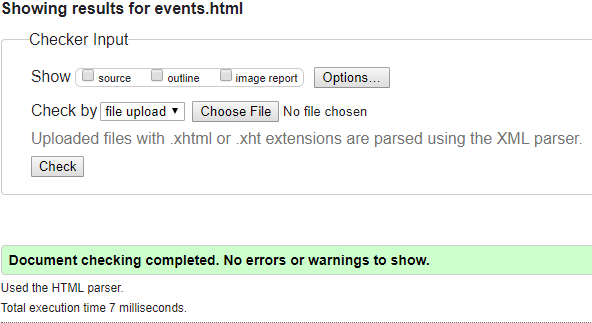 Showing results for events.html
Checker Input
Show source outline image report Options...
Check by file upload Choose File No file chosen
Uploaded files with .xhtml or .xht extensions are parsed using the XML parser.
Check
Document checking completed. No errors or warnings to show.
Used the HTML parser.
Total execution time 7 milliseconds.